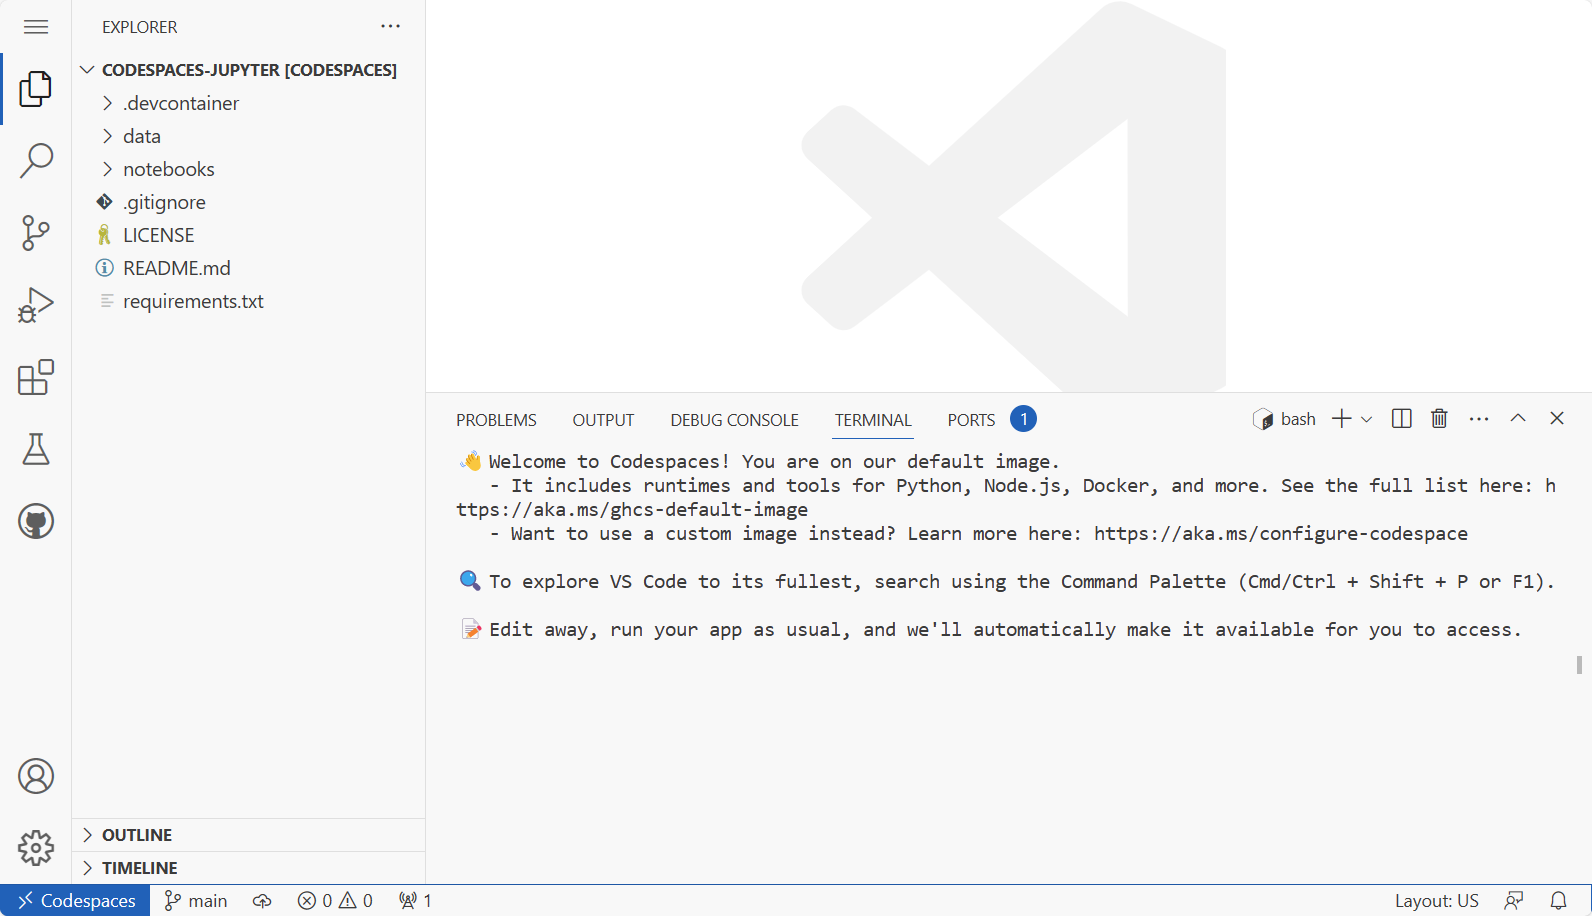 EXPLORER
CODESPACES-JUPYTER [CODESPACES]
.devcontainer
data
notebooks
.gitignore
LICENSE
README.md
requirements.txt
OUTLINE
TIMELINE
PROBLEMS OUTPUT DEBUG CONSOLE TERMINAL PORTS 1 bash
👋 Welcome to Codespaces! You are on our default image.
- It includes runtimes and tools for Python, Node.js, Docker, and more. See the full list here: h
ttps://aka.ms/ghcs-default-image
- Want to use a custom image instead? Learn more here: https://aka.ms/configure-codespace
🔍 To explore VS Code to its fullest, search using the Command Palette (Cmd/Ctrl + Shift + P or F1).
📝 Edit away, run your app as usual, and we'll automatically make it available for you to access.
Codespaces main 0 0 1 Layout: US